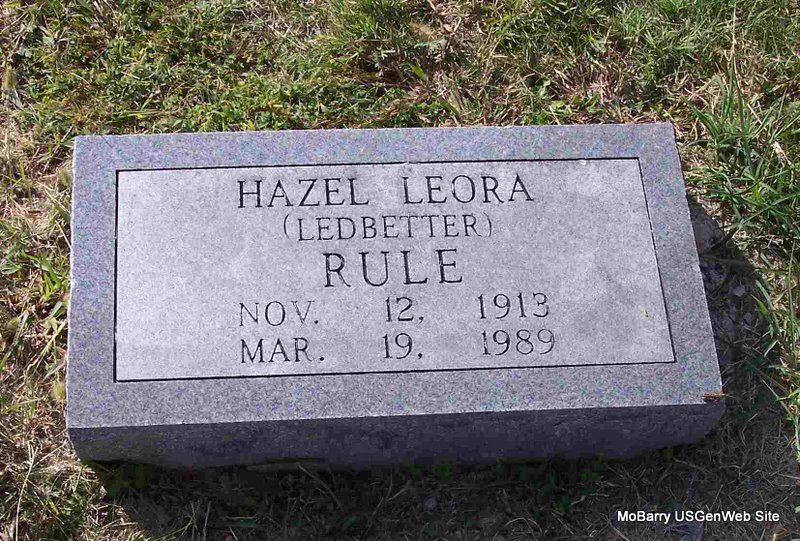 HAZEL LEORA
(LEDBETTER)
RULE
NOV. 12, 1913
MAR. 19, 1989
MoBarry USGenWeb Site